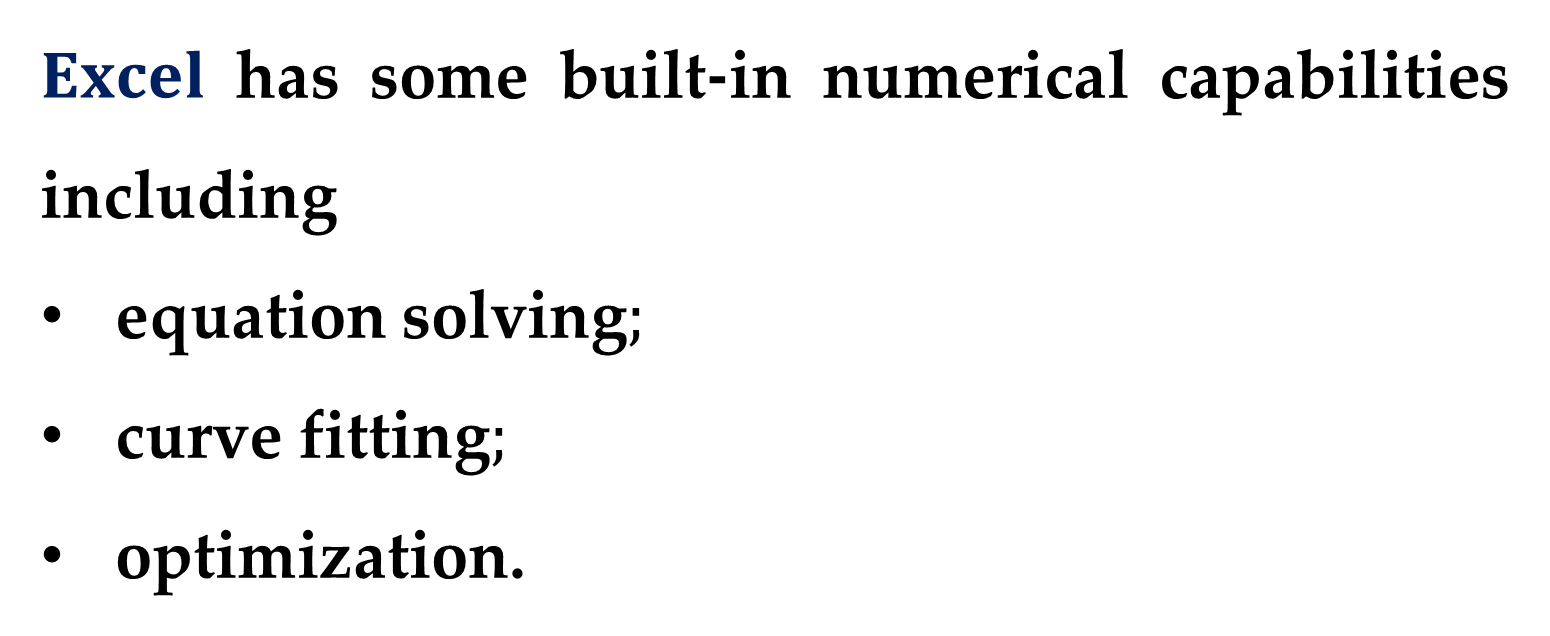 Excel has some built-in numerical capabilities
including
• equation solving;
• curve fitting;
• optimization.